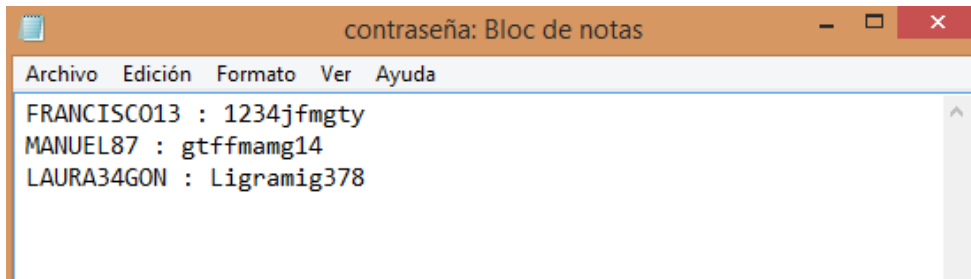 contraseña: Bloc de notas
Archivo Edición Formato Ver Ayuda
FRANCISCO13 : 1234jfmgty
MANUEL87 : gtffmamg14
LAURA34GON : Ligramig378